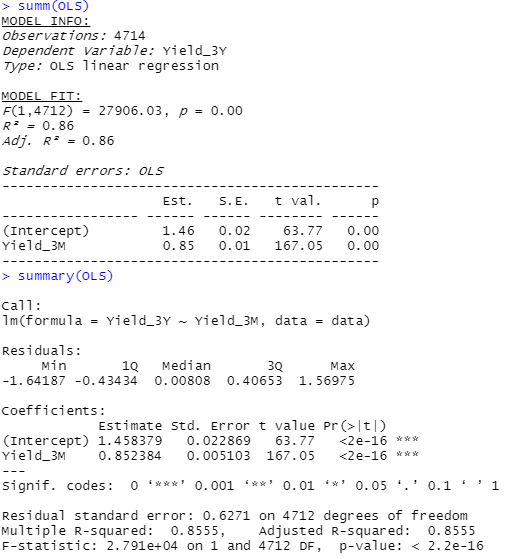 > summ(OLS)
MODEL INFO:
Observations: 4714
Dependent Variable: Yield_3Y
Type: OLS linear regression
MODEL FIT:
F(1,4712) = 27906.03, p = 0.00
R² = 0.86
Adj. R² = 0.86
Standard errors: OLS
------------------------------------------------
Est. S.E. t val. p
----------------- ------ ------ -------- ------
(Intercept) 1.46 0.02 63.77 0.00
Yield_3M 0.85 0.01 167.05 0.00
------------------------------------------------
> summary(OLS)
Call:
lm(formula = Yield_3Y ~ Yield_3M, data = data)
Residuals:
Min 1Q Median 3Q Max
-1.64187 -0.43434 0.00808 0.40653 1.56975
Coefficients:
Estimate Std. Error t value Pr(>|t|)
(Intercept) 1.458379 0.022869 63.77 <2e-16 ***
Yield_3M 0.852384 0.005103 167.05 <2e-16 ***
---
Signif. codes: 0 ‘***’ 0.001 ‘**’ 0.01 ‘*’ 0.05 ‘.’ 0.1 ‘ ’ 1
Residual standard error: 0.6271 on 4712 degrees of freedom
Multiple R-squared: 0.8555, Adjusted R-squared: 0.8555
F-statistic: 2.791e+04 on 1 and 4712 DF, p-value: < 2.2e-16